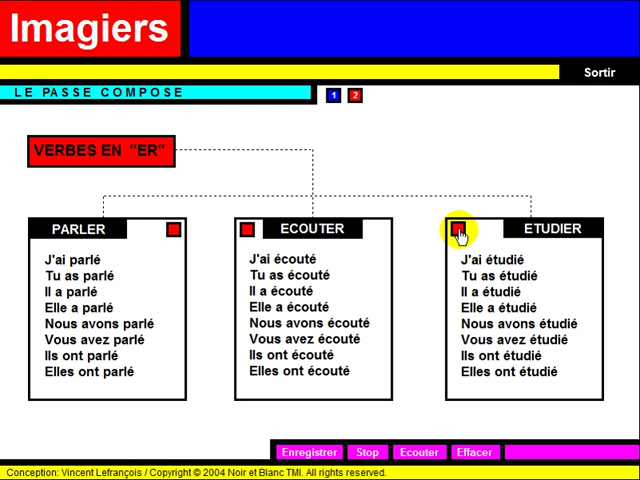 Imagiers
Sortir
LE PASSE COMPOSE
1 2
VERBES EN "ER"
PARLER
J'ai parlé
Tu as parlé
Il a parlé
Elle a parlé
Nous avons parlé
Vous avez parlé
Ils ont parlé
Elles ont parlé
ECOUTER
J'ai écouté
Tu as écouté
Il a écouté
Elle a écouté
Nous avons écouté
Vous avez écouté
Ils ont écouté
Elles ont écouté
ETUDIER
J'ai étudié
Tu as étudié
Il a étudié
Elle a étudié
Nous avons étudié
Vous avez étudié
Ils ont étudié
Elles ont étudié
Enregistrer Stop Ecouter Effacer
Conception: Vincent Lefrançois / Copyright © 2004 Noir et Blanc TMI. All rights reserved.